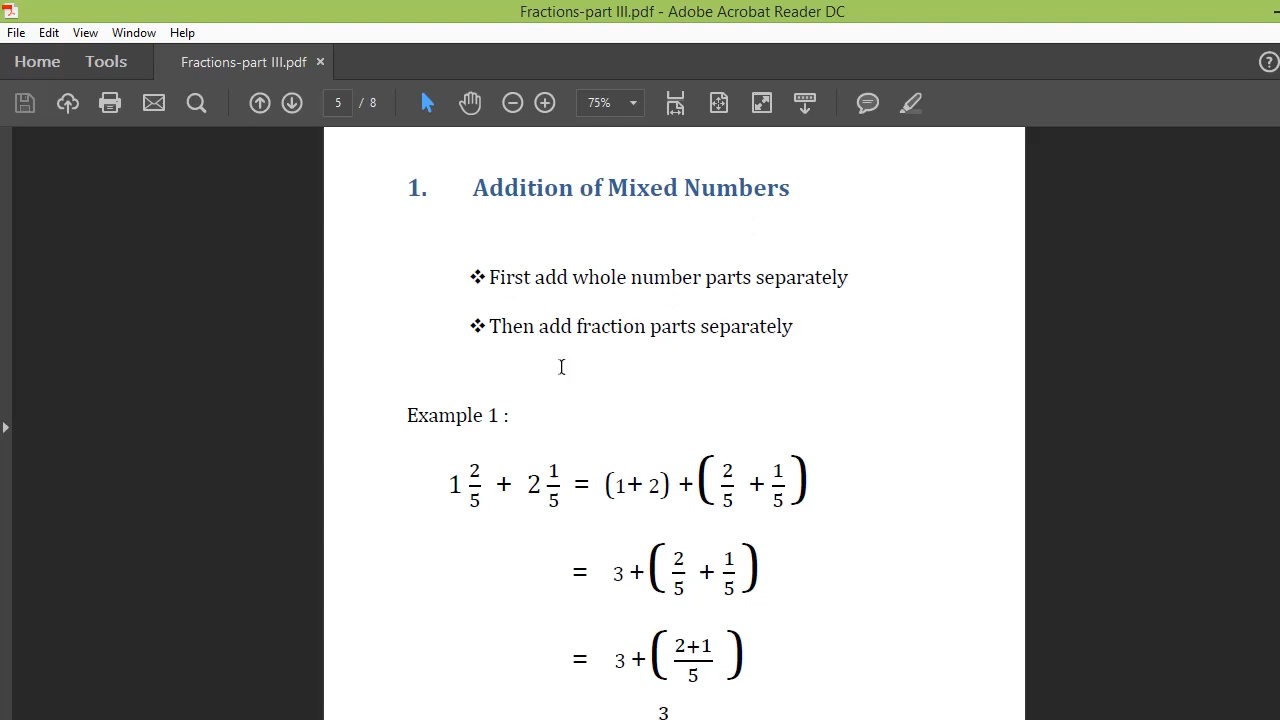 Fractions-part III.pdf - Adobe Acrobat Reader DC
File Edit View Window Help
Home Tools Fractions-part III.pdf ×
5 / 8 75%
1. Addition of Mixed Numbers
❖ First add whole number parts separately
❖ Then add fraction parts separately
Example 1 :
1 2/5 + 2 1/5 = (1+ 2) + (2/5 + 1/5)
= 3 + (2/5 + 1/5)
= 3 + (2+1/5)
3